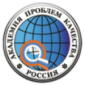 АКАДЕМИЯ ПРОБЛЕМ КАЧЕСТВА
РОССИЯ